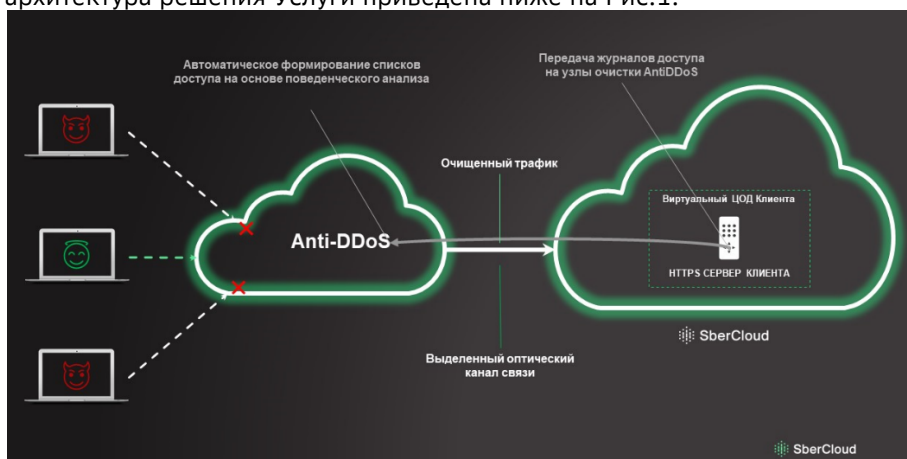 архитектура решения Услуги приведена ниже на Рис.1.
Автоматическое формирование списков
доступа на основе поведенческого анализа
Передача журналов доступа
на узлы очистки AntiDDoS
Очищенный трафик
Виртуальный ЦОД Клиента
Anti-DDoS
HTTPS СЕРВЕР КЛИЕНТА
SberCloud
Выделенный оптический
канал связи
SberCloud